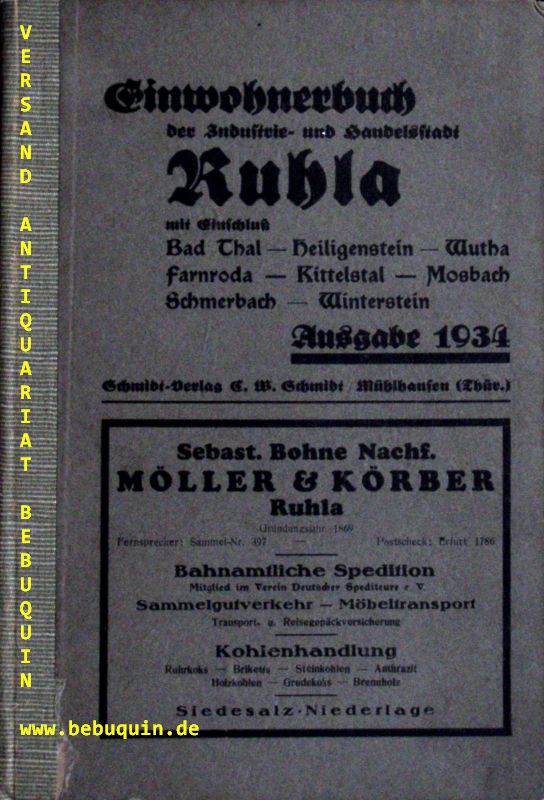 VERSAND ANTIQUARIAT BEBUQUIN
Einwohnerbuch
der Industrie- und Handelsstadt
Ruhla
mit Einschluß
Bad Thal — Heiligenstein — Wutha
Farnroda — Kittelstal — Mosbach
Schmerbach — Winterstein
Ausgabe 1934
Schmidt-Verlag E. W. Schmidt / Mühlhausen (Thür.)
Sebast. Bohne Nachf.
MÖLLER & KÖRBER
Ruhla
Gründungsjahr 1869
Fernsprecher: Sammel-Nr. 397 — Postscheck: Erfurt 1786
Bahnamtliche Spedition
Mitglied im Verein Deutscher Spediteure e. V.
Sammelgutverkehr — Möbeltransport
Transport- u. Reisegepäckversicherung
Kohlenhandlung
Ruhrkoks — Briketts — Steinkohlen — Anthrazit
Holzkohlen — Grudekoks — Brennholz
Siedesalz-Niederlage
www.bebuquin.de